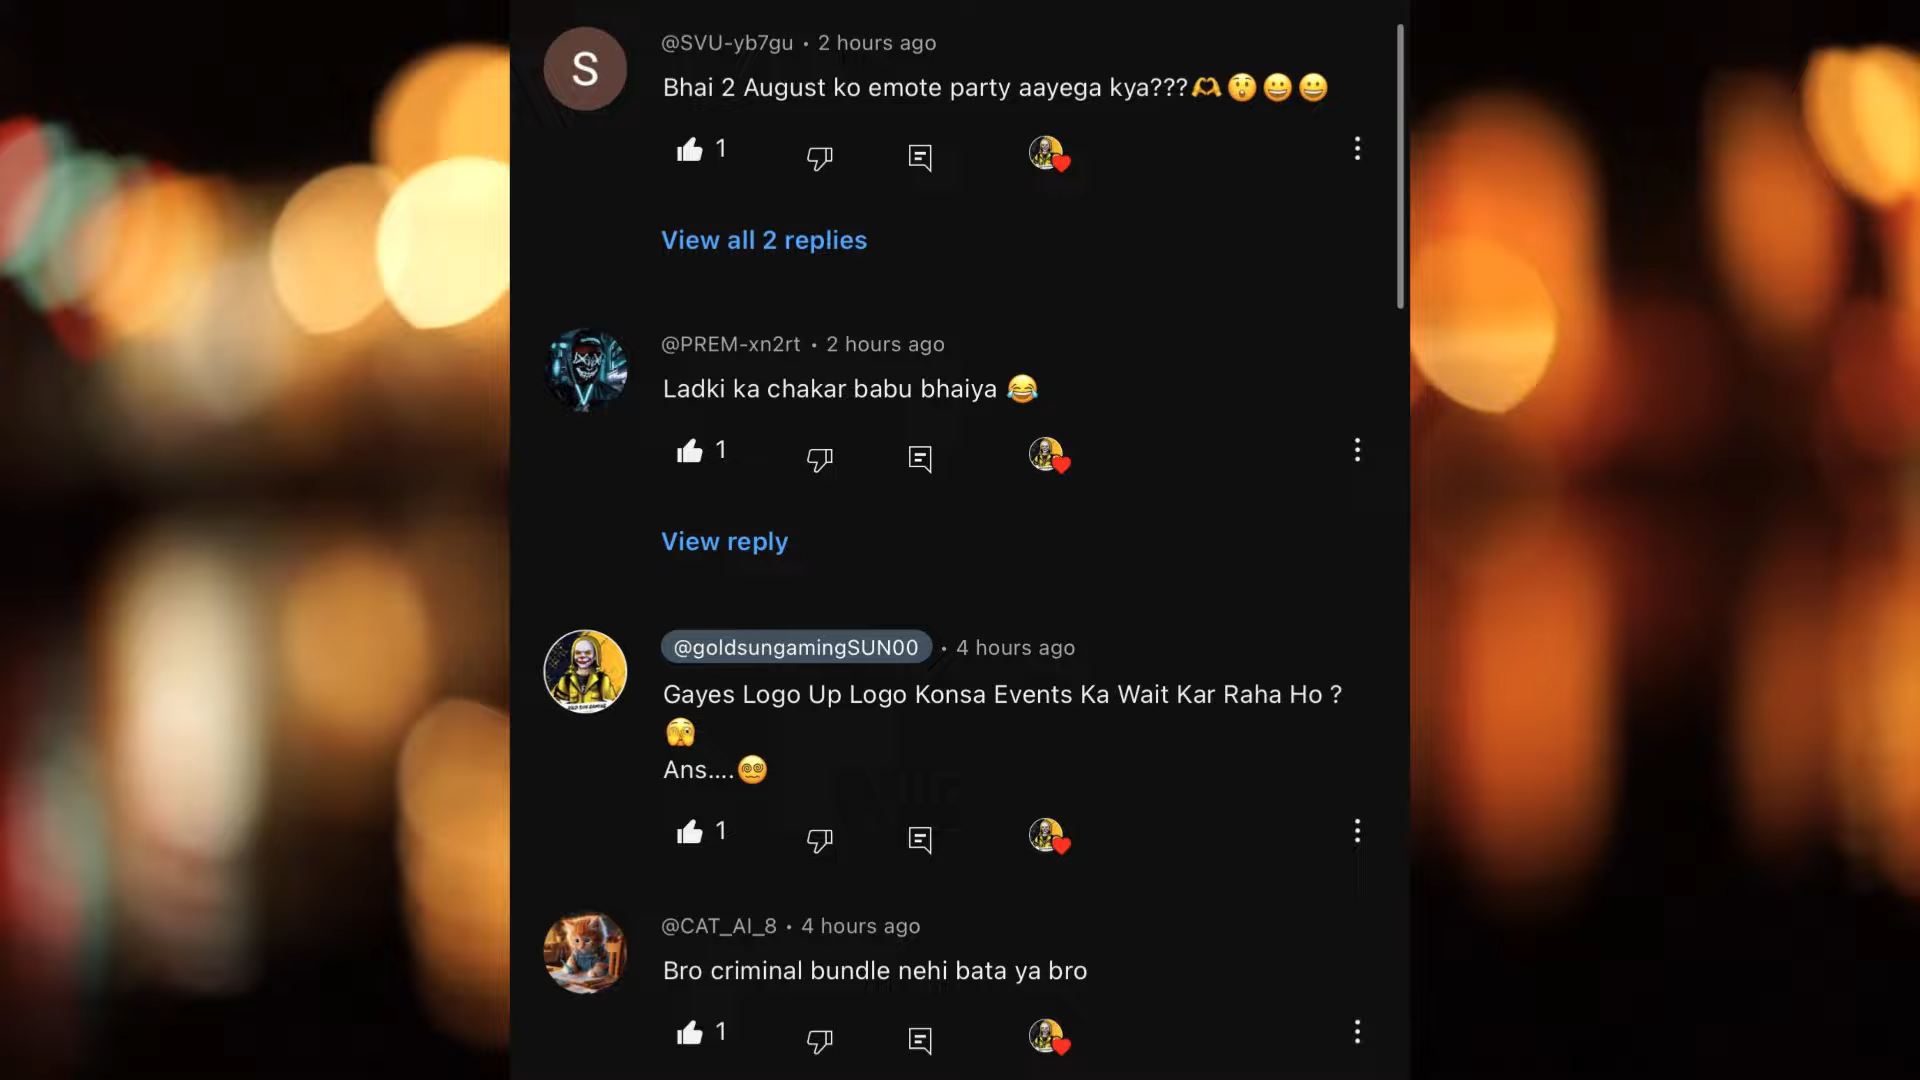 S
@SVU-yb7gu • 2 hours ago
Bhai 2 August ko emote party aayega kya???🫶😲😀😀
1
View all 2 replies
@PREM-xn2rt • 2 hours ago
Ladki ka chakar babu bhaiya 😂
1
View reply
@goldsungamingSUN00 • 4 hours ago
Gayes Logo Up Logo Konsa Events Ka Wait Kar Raha Ho ?
🫣
Ans....😵‍💫
1
@CAT_AI_8 • 4 hours ago
Bro criminal bundle nehi bata ya bro
1